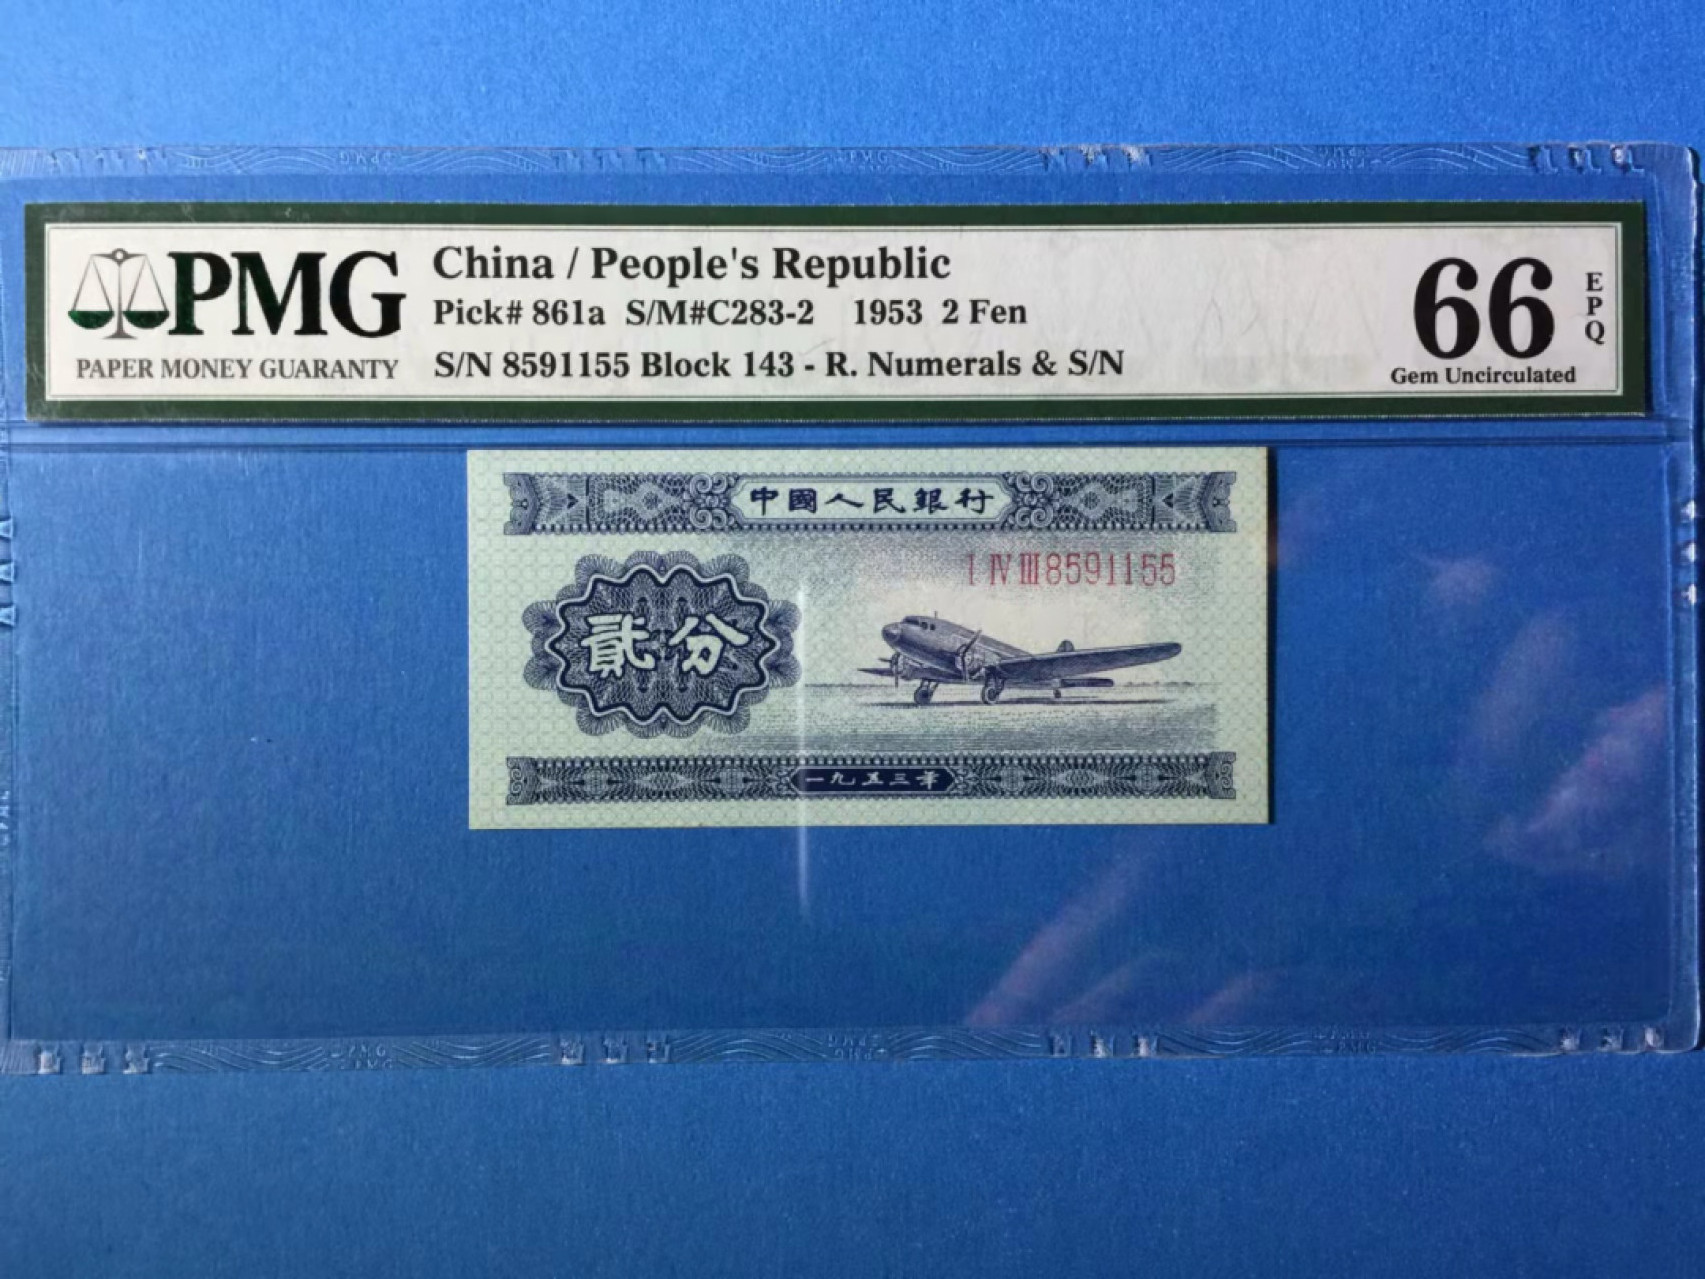 PMG
PAPER MONEY GUARANTY
China / People's Republic
Pick# 861a S/M#C283-2 1953 2 Fen
S/N 8591155 Block 143 - R. Numerals & S/N
66
EPQ
Gem Uncirculated
中國人民銀行
I IV III 8591155
貳分
一九五三年